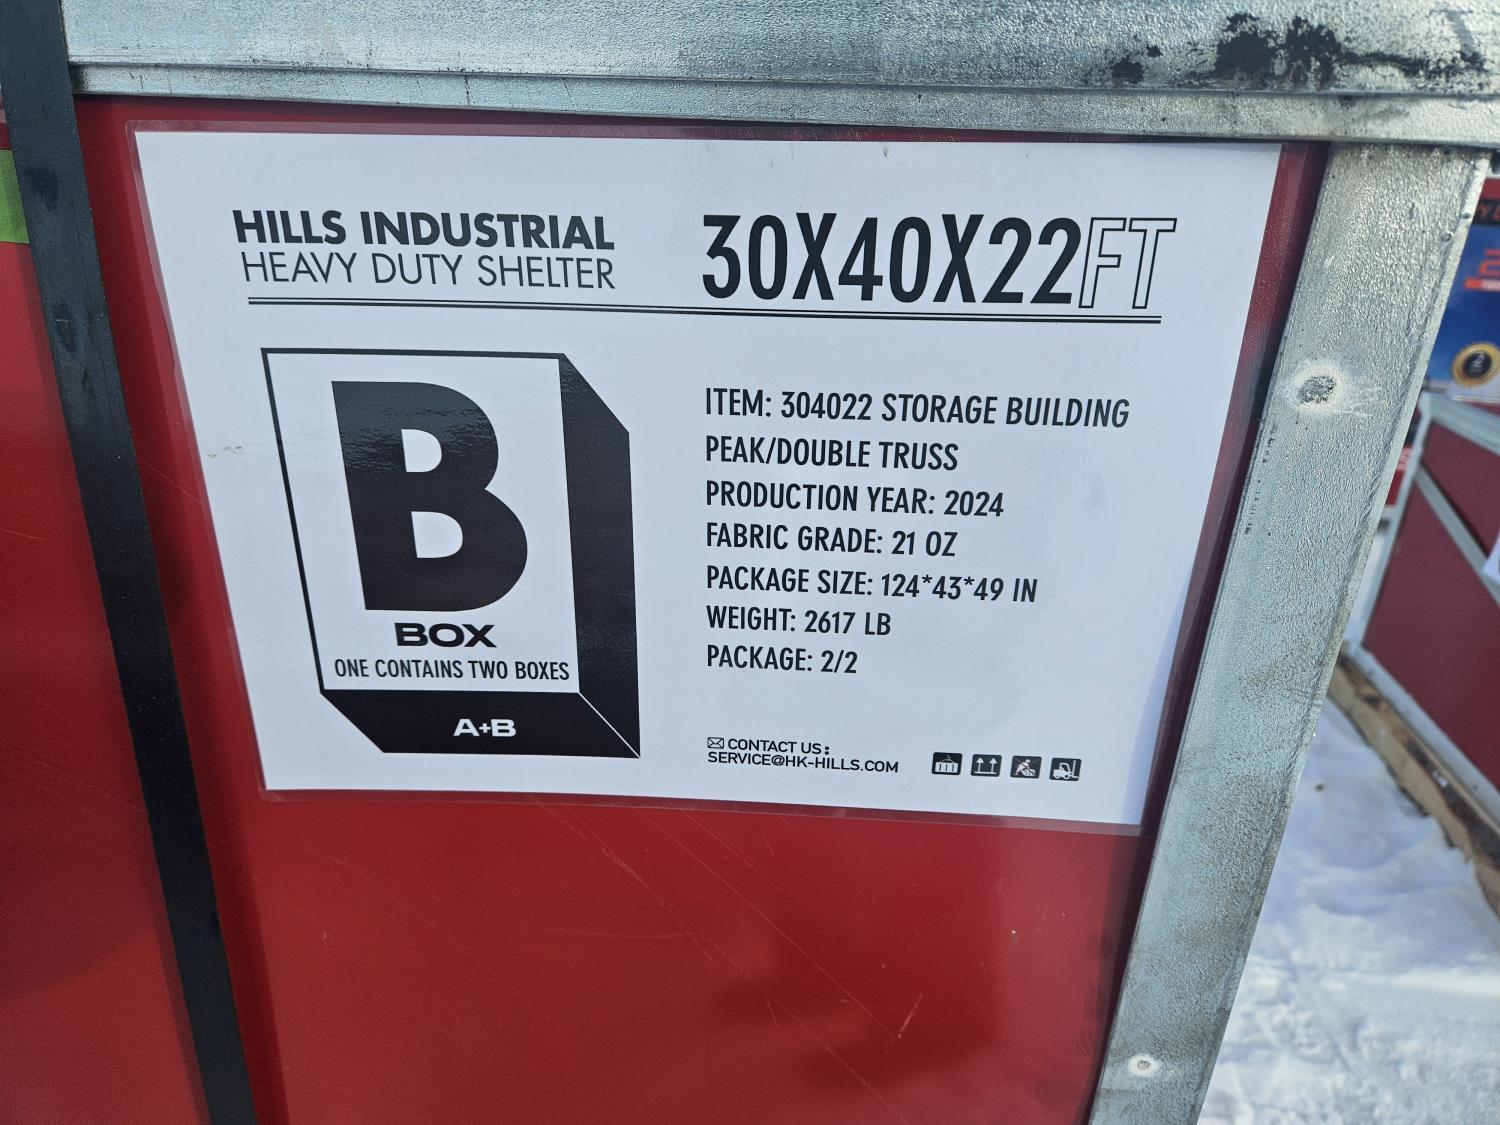 HILLS INDUSTRIAL
HEAVY DUTY SHELTER
30X40X22FT
B
BOX
ONE CONTAINS TWO BOXES
A+B
ITEM: 304022 STORAGE BUILDING
PEAK/DOUBLE TRUSS
PRODUCTION YEAR: 2024
FABRIC GRADE: 21 OZ
PACKAGE SIZE: 124*43*49 IN
WEIGHT: 2617 LB
PACKAGE: 2/2
CONTACT US:
SERVICE@HK-HILLS.COM